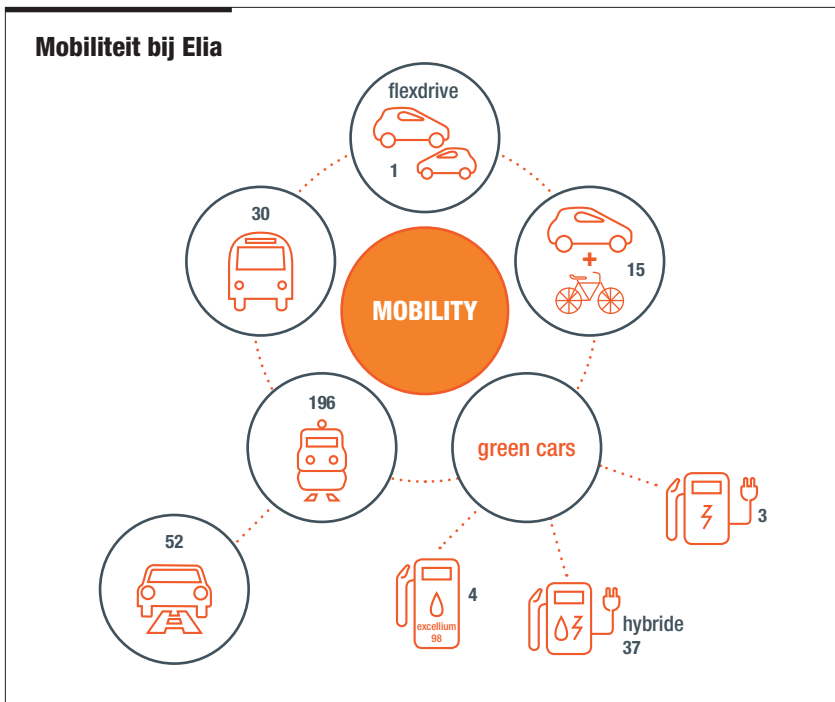 Mobiliteit bij Elia
flexdrive
1
30
15
MOBILITY
196
green cars
3
52
4
excellium
98
hybride
37